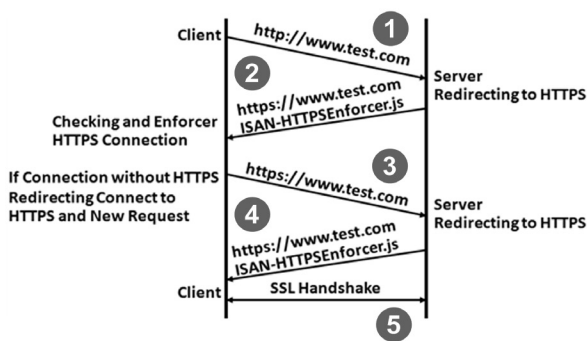 1
Client
http://www.test.com
Server
Redirecting to HTTPS
2
https://www.test.com
ISAN-HTTPSEnforcer.js
Checking and Enforcer
HTTPS Connection
If Connection without HTTPS
Redirecting Connect to
HTTPS and New Request
3
https://www.test.com
Server
Redirecting to HTTPS
4
https://www.test.com
ISAN-HTTPSEnforcer.js
Client
SSL Handshake
5